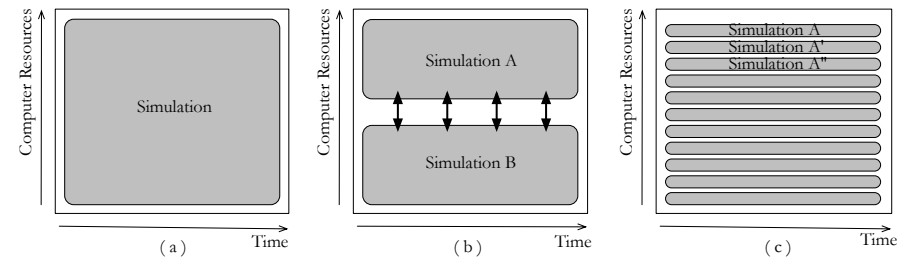 Computer Resources
Simulation
Time
( a )
Computer Resources
Simulation A
Simulation B
Time
( b )
Computer Resources
Simulation A
Simulation A'
Simulation A"
Time
( c )